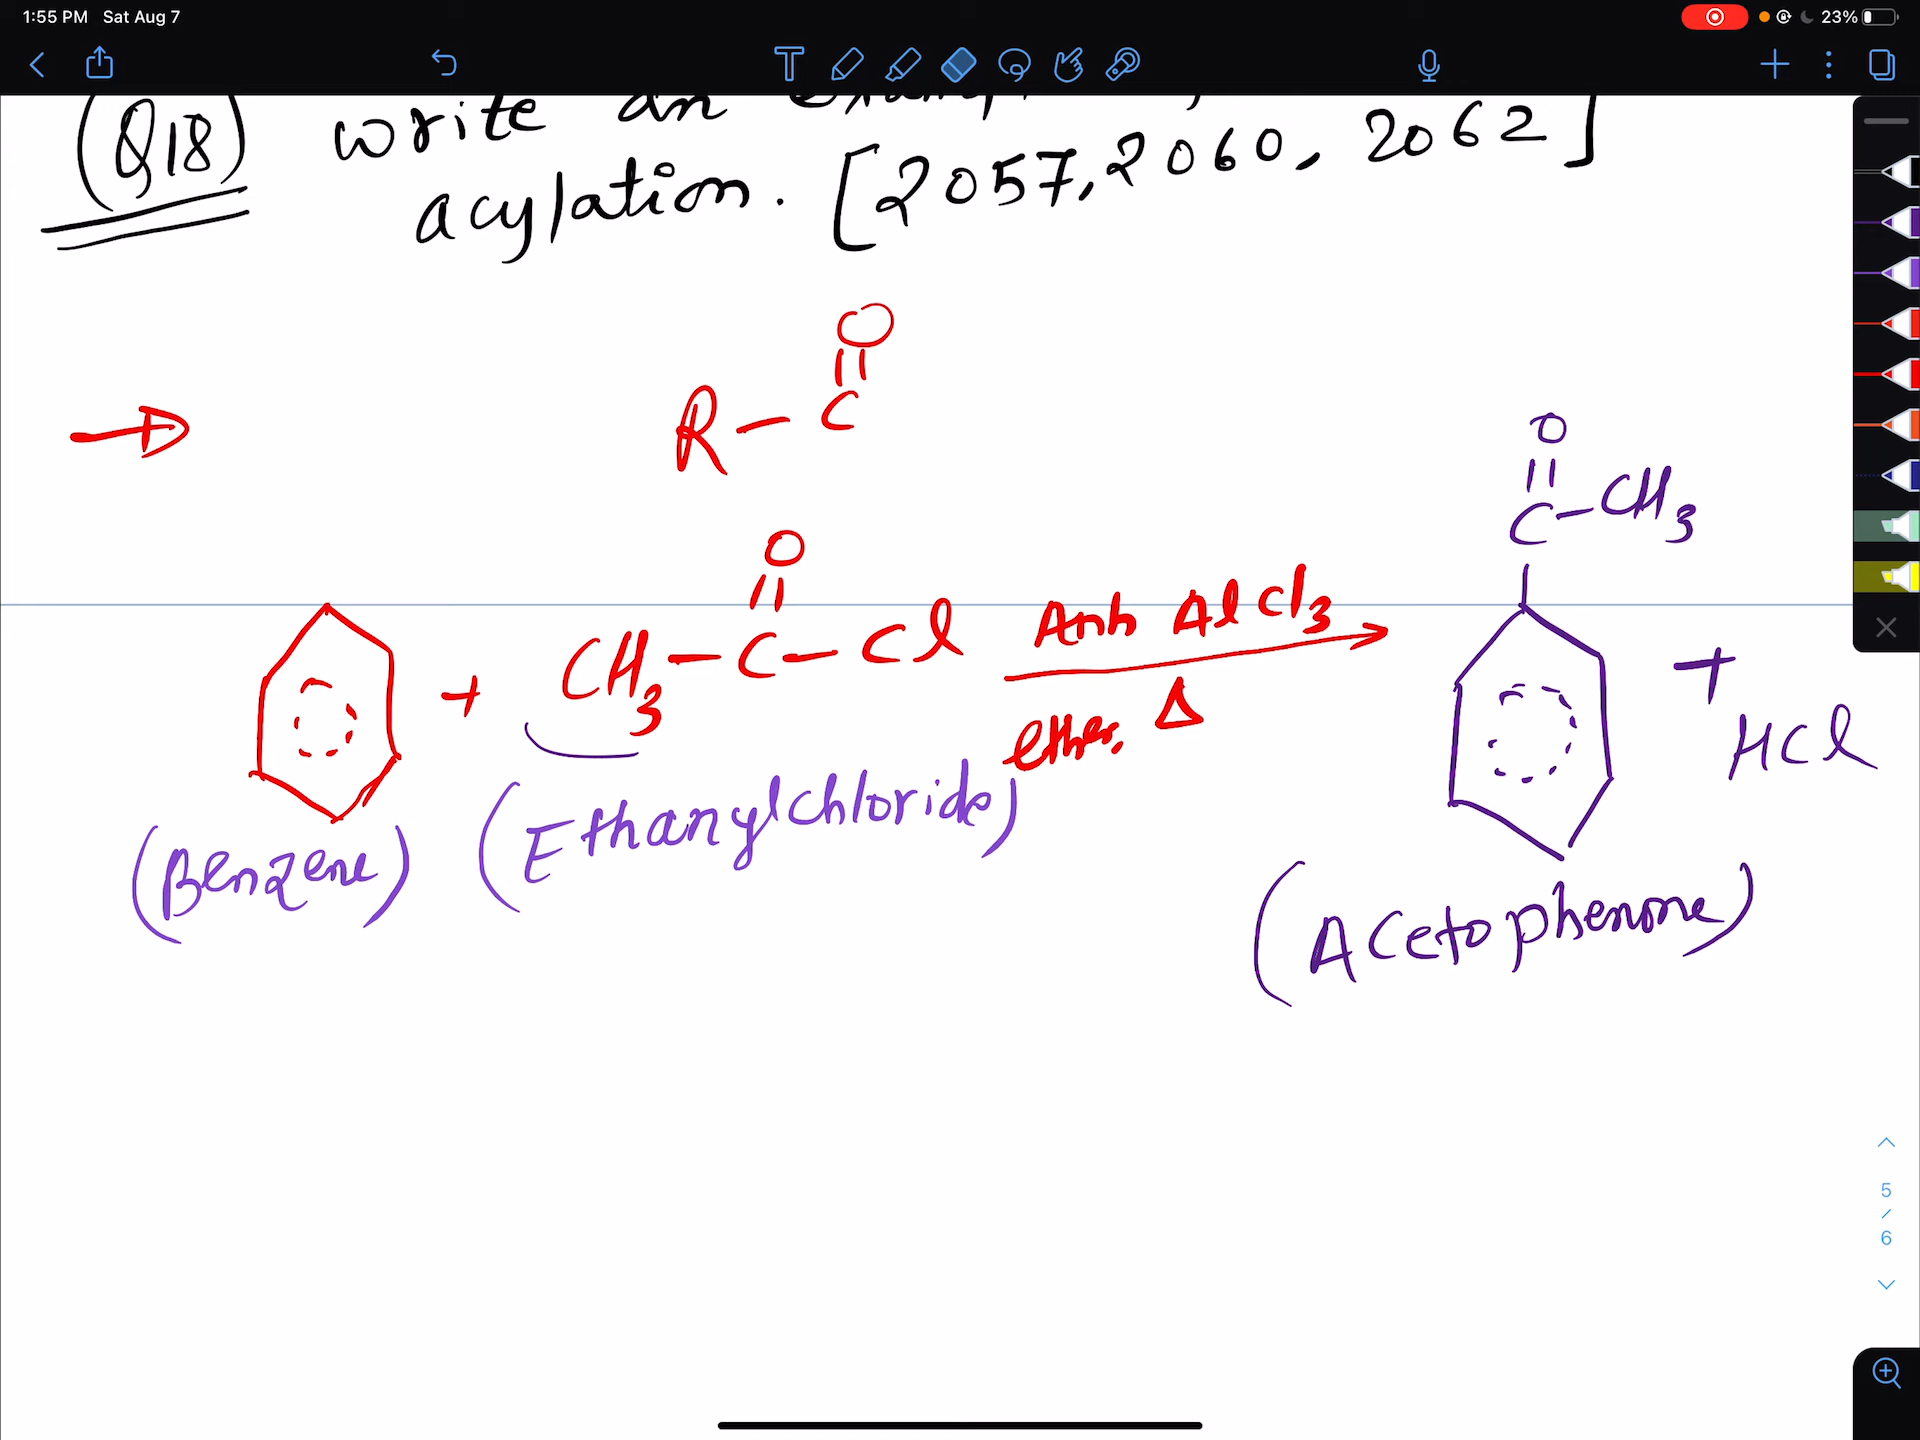 1:55 PM Sat Aug 7
23%
(Q18) write an
acylation. [2057, 2060, 2062]
O
R - C
O
C - CH3
O
CH3 - C - Cl
Anh AlCl3
+
ether, Δ
+ HCl
(Benzene) (Ethanylchloride)
(Acetophenone)
5
/
6